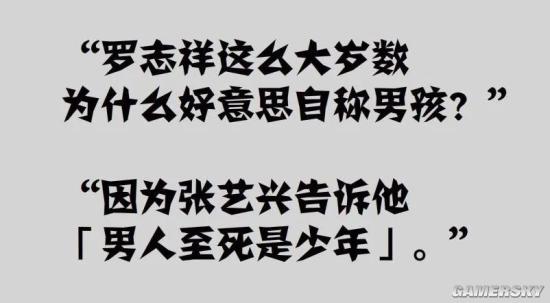 “罗志祥这么大岁数
为什么好意思自称男孩？”
“因为张艺兴告诉他
「男人至死是少年」。”
GAMERSKY